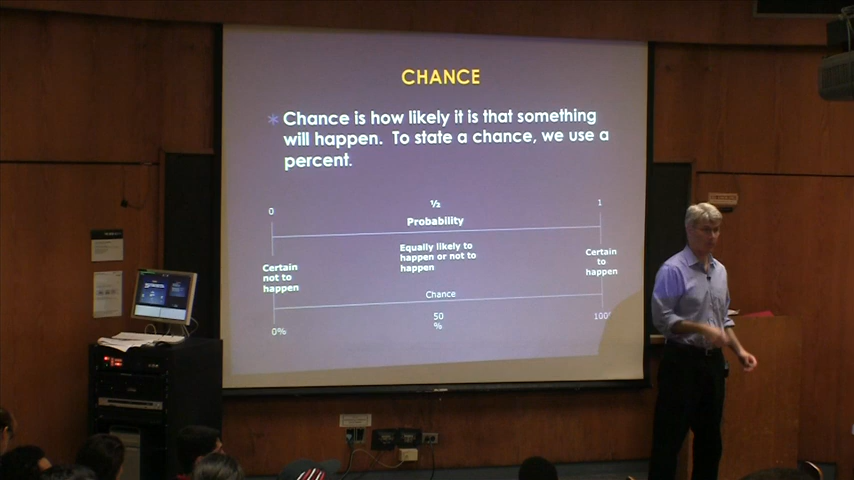 CHANCE
Chance is how likely it is that something
will happen. To state a chance, we use a
percent.
0
½
1
Probability
Certain
not to
happen
Equally likely to
happen or not to
happen
Certain
to
happen
Chance
0%
50
%
100%